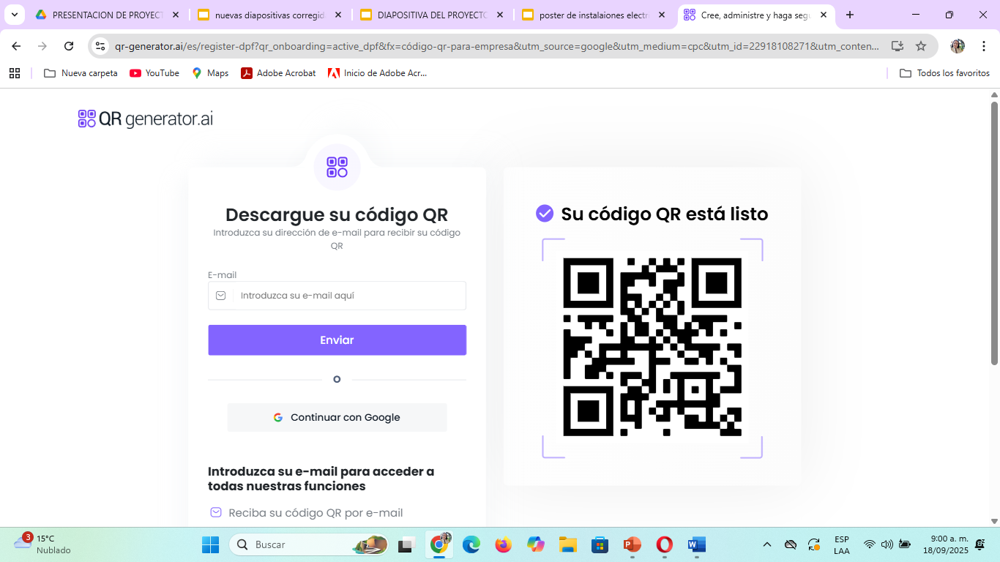 PRESENTACION DE PROYECT
nuevas diapositivas corregid
DIAPOSITIVA DEL PROYECTO
poster de instalaiones electri
Cree, administre y haga segu
qr-generator.ai/es/register-dpf?qr_onboarding=active_dpf&fx=código-qr-para-empresa&utm_source=google&utm_medium=cpc&utm_id=22918108271&utm_conten...
Nueva carpeta
YouTube
Maps
Adobe Acrobat
Inicio de Adobe Acr...
Todos los favoritos
QR generator.ai
Descargue su código QR
Introduzca su dirección de e-mail para recibir su código
QR
E-mail
Introduzca su e-mail aquí
Enviar
O
Continuar con Google
Introduzca su e-mail para acceder a
todas nuestras funciones
Reciba su código QR por e-mail
Su código QR está listo
3
15°C
Nublado
Buscar
ESP
LAA
9:00 a. m.
18/09/2025